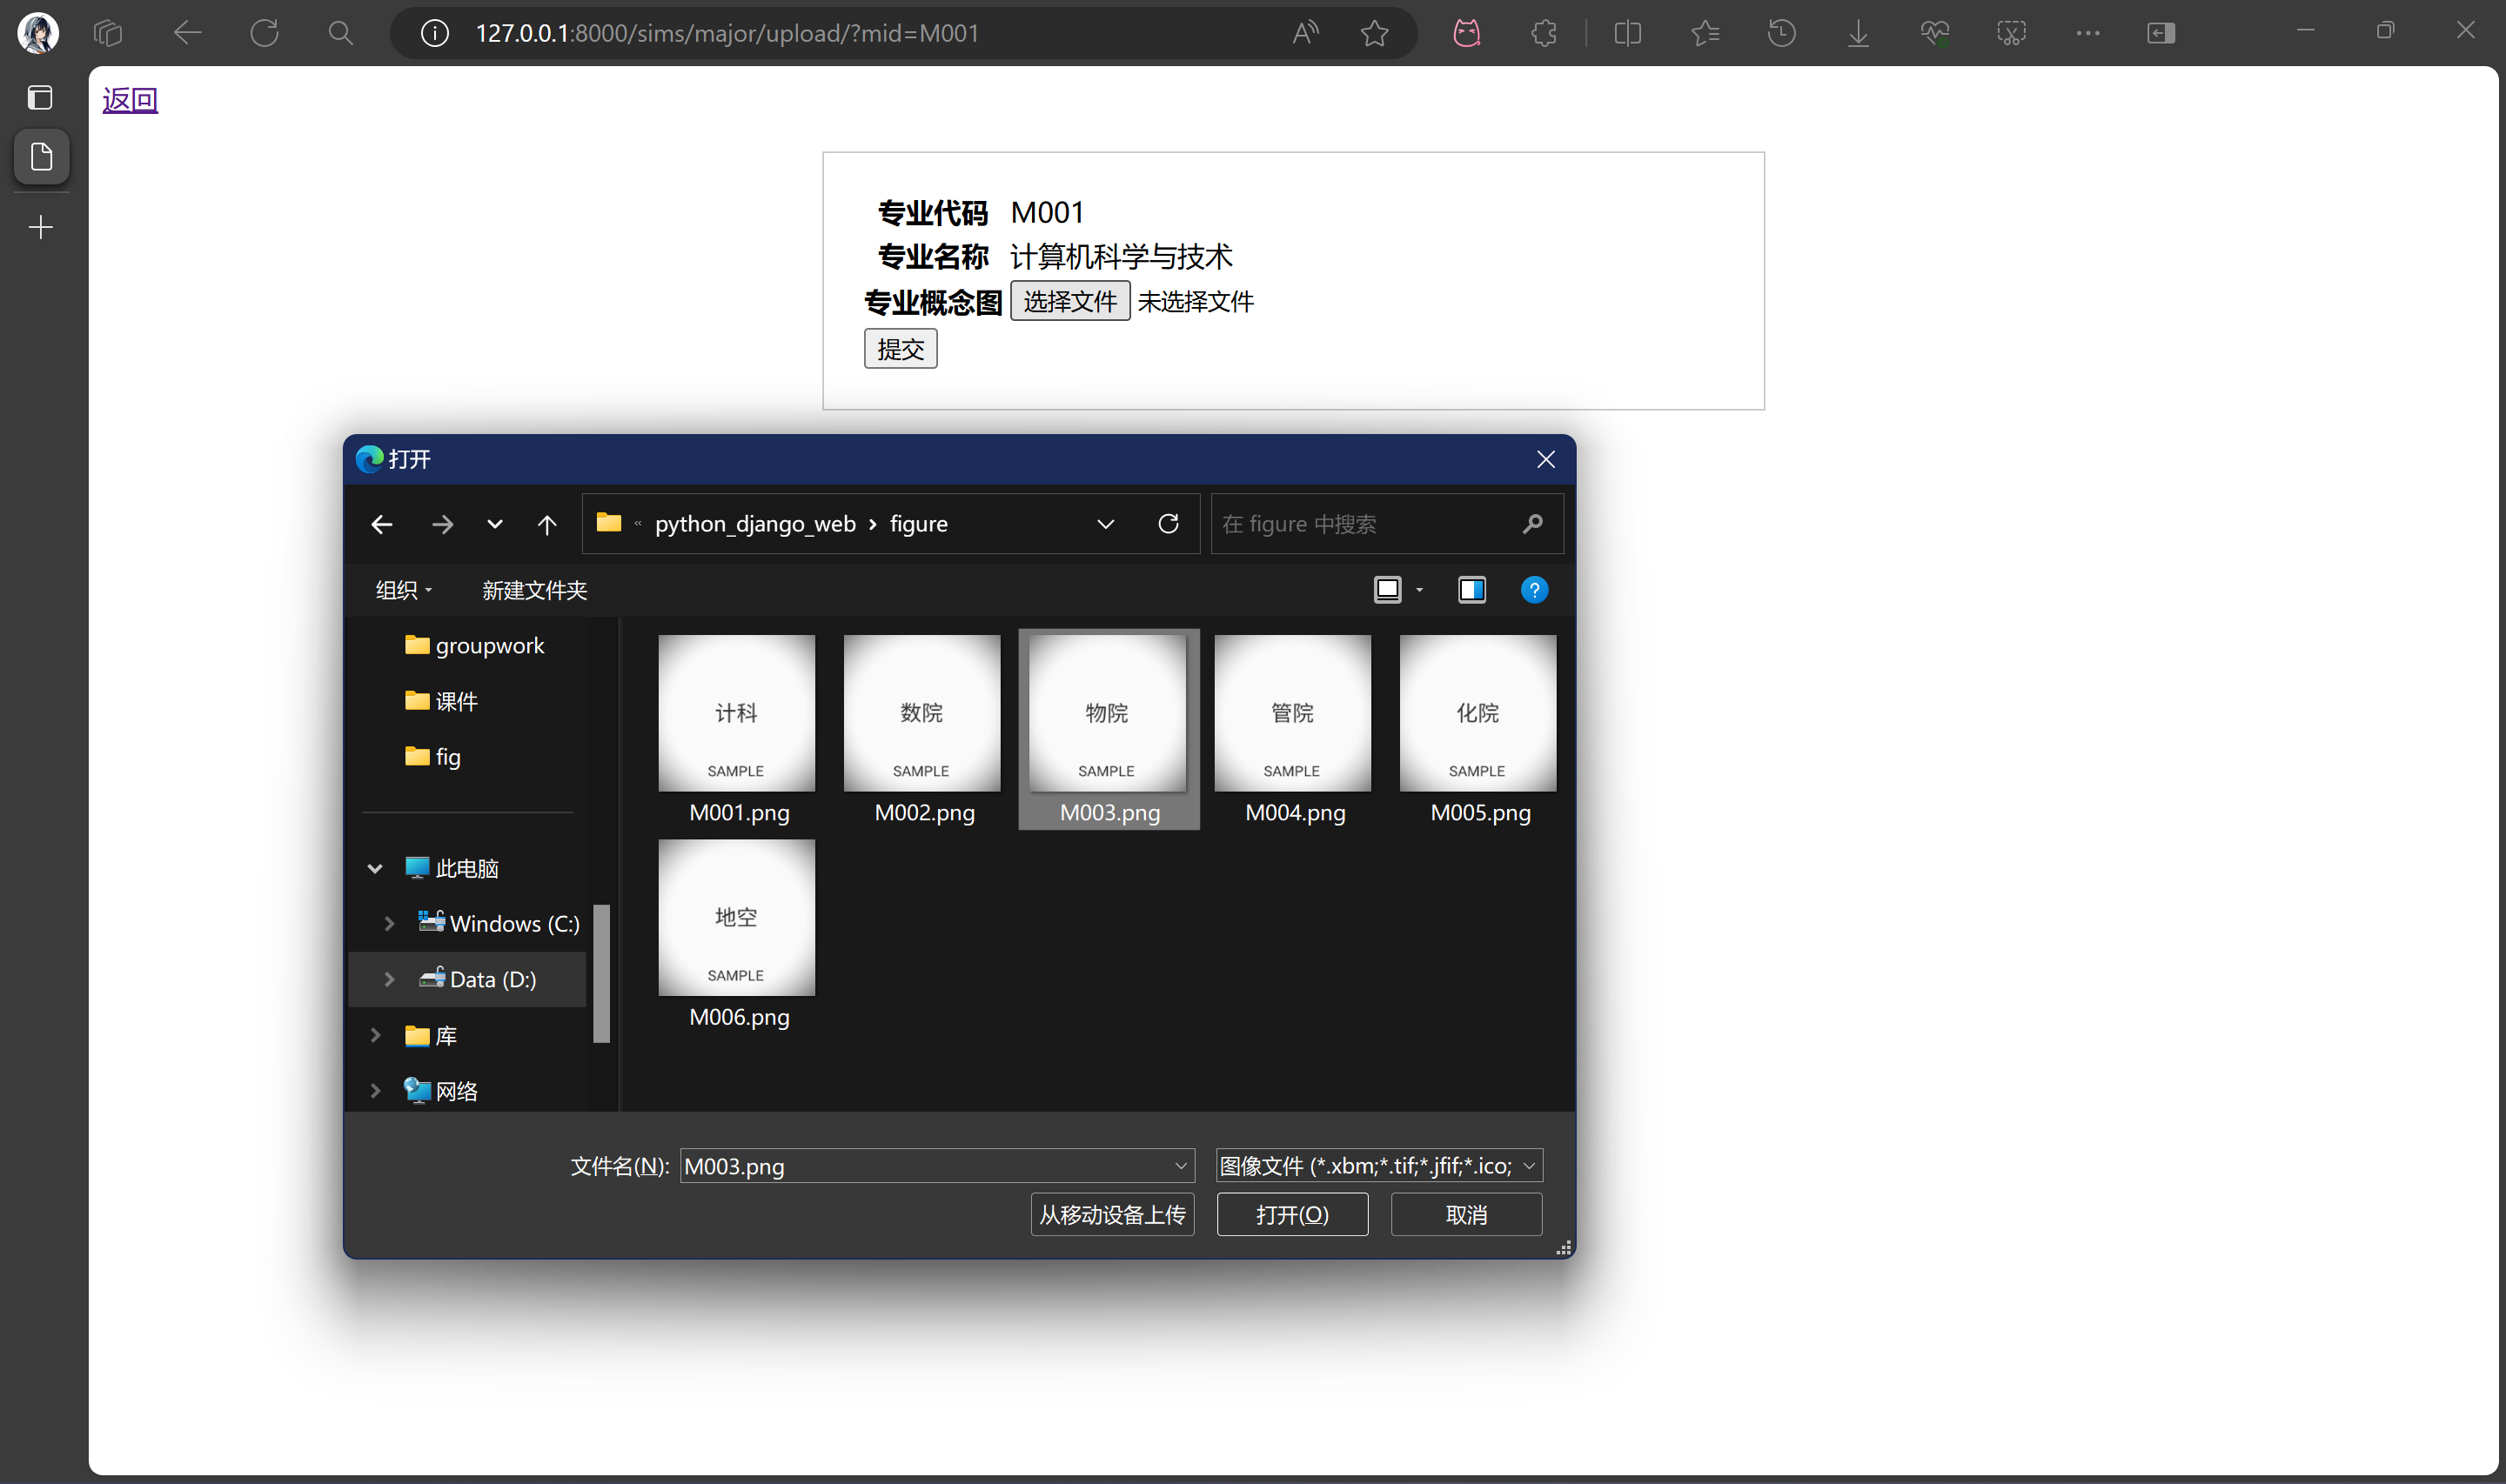 127.0.0.1:8000/sims/major/upload/?mid=M001
返回
专业代码 M001
专业名称 计算机科学与技术
专业概念图 选择文件 未选择文件
提交
打开
« python_django_web › figure
在 figure 中搜索
组织 新建文件夹
groupwork
课件
fig
此电脑
Windows (C:)
Data (D:)
库
网络
计科
SAMPLE
M001.png
数院
SAMPLE
M002.png
物院
SAMPLE
M003.png
管院
SAMPLE
M004.png
化院
SAMPLE
M005.png
地空
SAMPLE
M006.png
文件名(N): M003.png
图像文件 (*.xbm;*.tif;*.jfif;*.ico;
从移动设备上传 打开(O) 取消